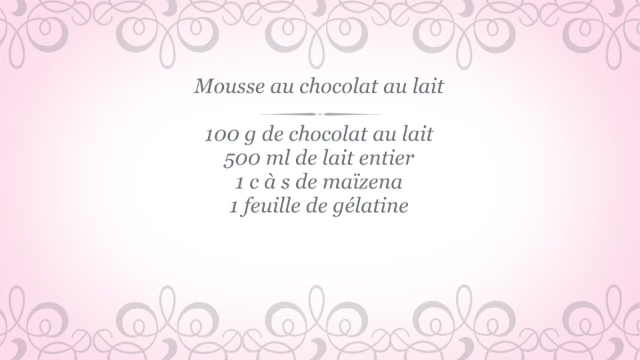 Mousse au chocolat au lait
100 g de chocolat au lait
500 ml de lait entier
1 c à s de maïzena
1 feuille de gélatine